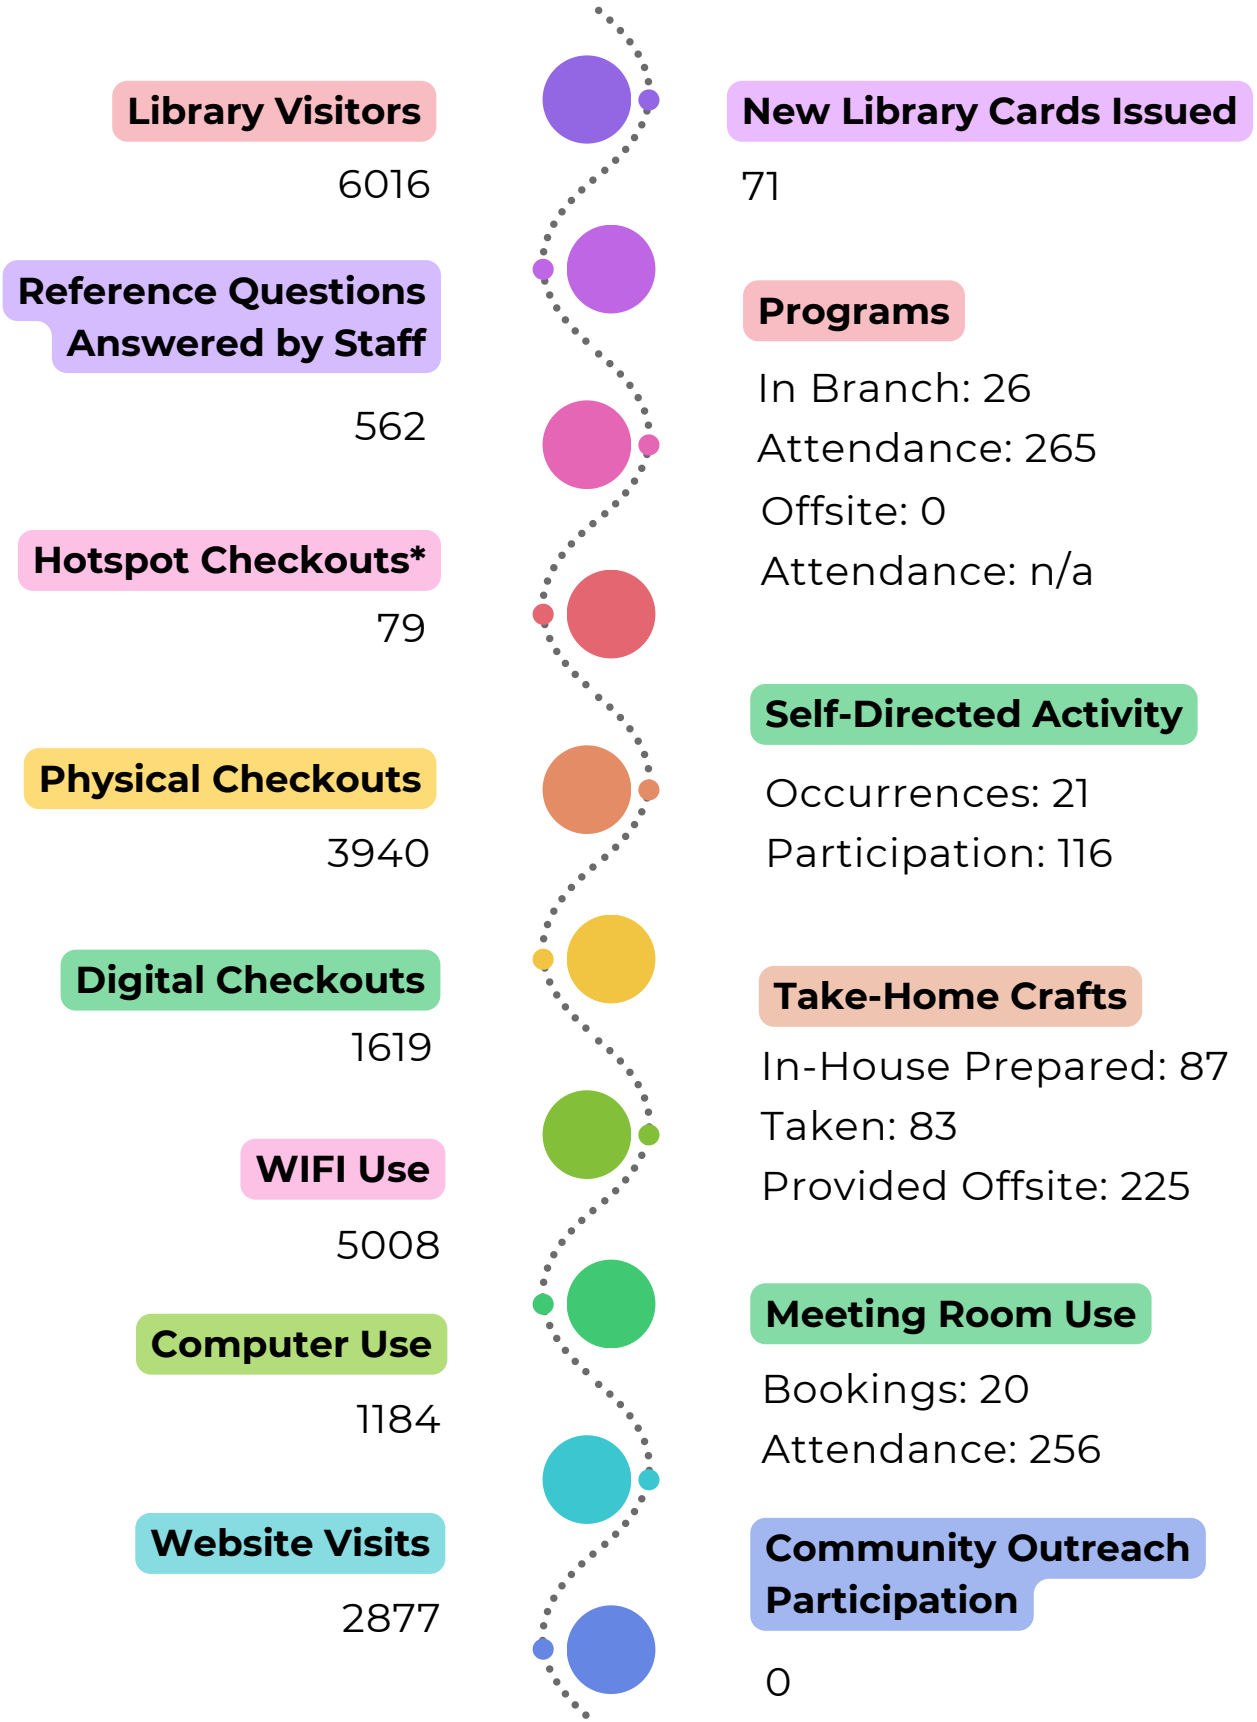 Library Visitors
6016
Reference Questions
Answered by Staff
562
Hotspot Checkouts*
79
Physical Checkouts
3940
Digital Checkouts
1619
WIFI Use
5008
Computer Use
1184
Website Visits
2877
New Library Cards Issued
71
Programs
In Branch: 26
Attendance: 265
Offsite: 0
Attendance: n/a
Self-Directed Activity
Occurrences: 21
Participation: 116
Take-Home Crafts
In-House Prepared: 87
Taken: 83
Provided Offsite: 225
Meeting Room Use
Bookings: 20
Attendance: 256
Community Outreach
Participation
0